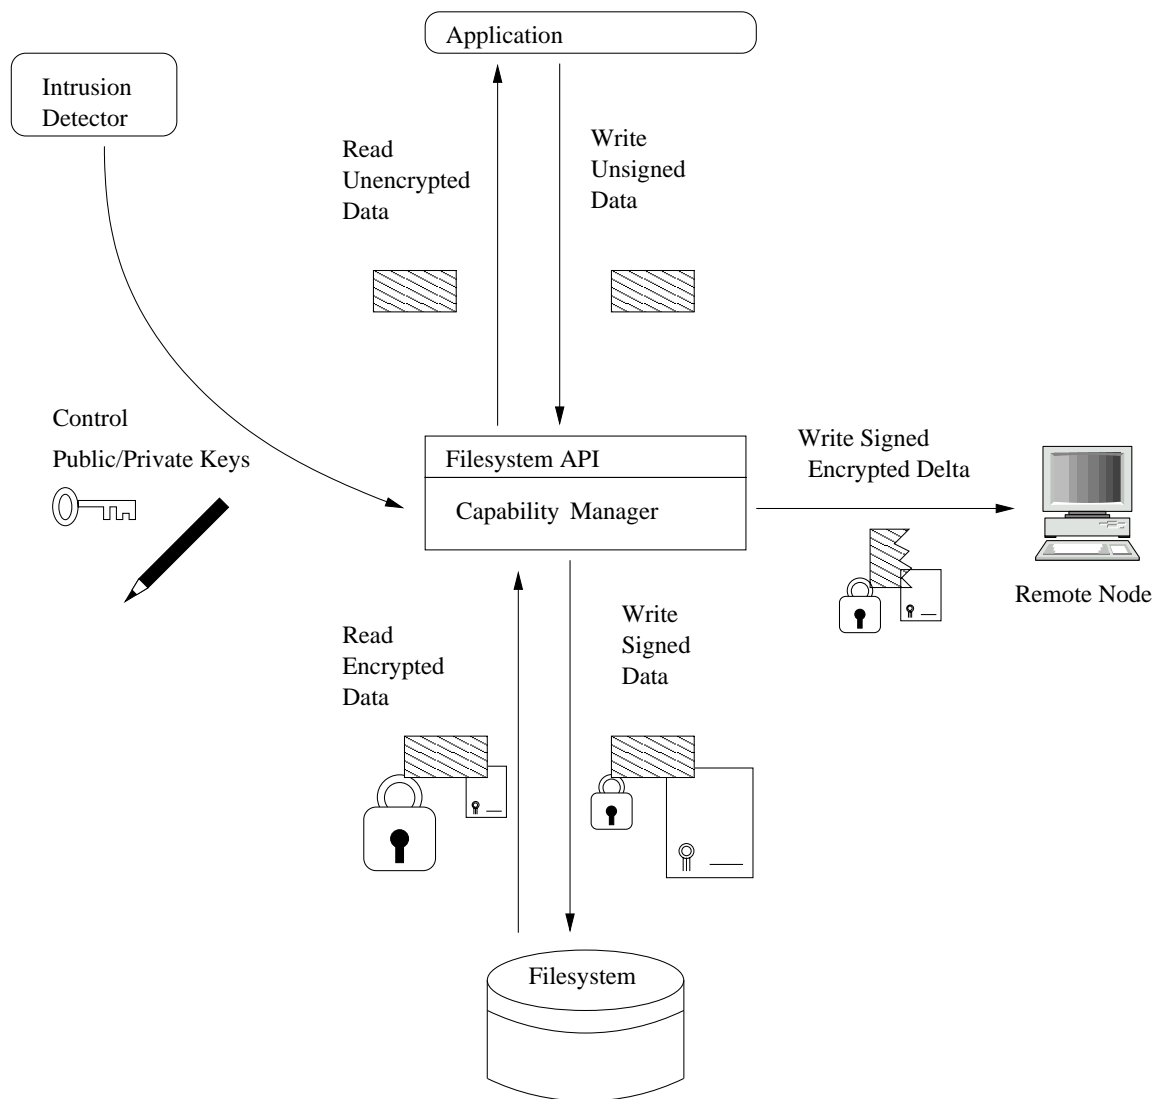 Application
Intrusion
Detector
Read
Unencrypted
Data
Write
Unsigned
Data
Control
Public/Private Keys
Filesystem API
Capability Manager
Write Signed
Encrypted Delta
Remote Node
Read
Encrypted
Data
Write
Signed
Data
Filesystem